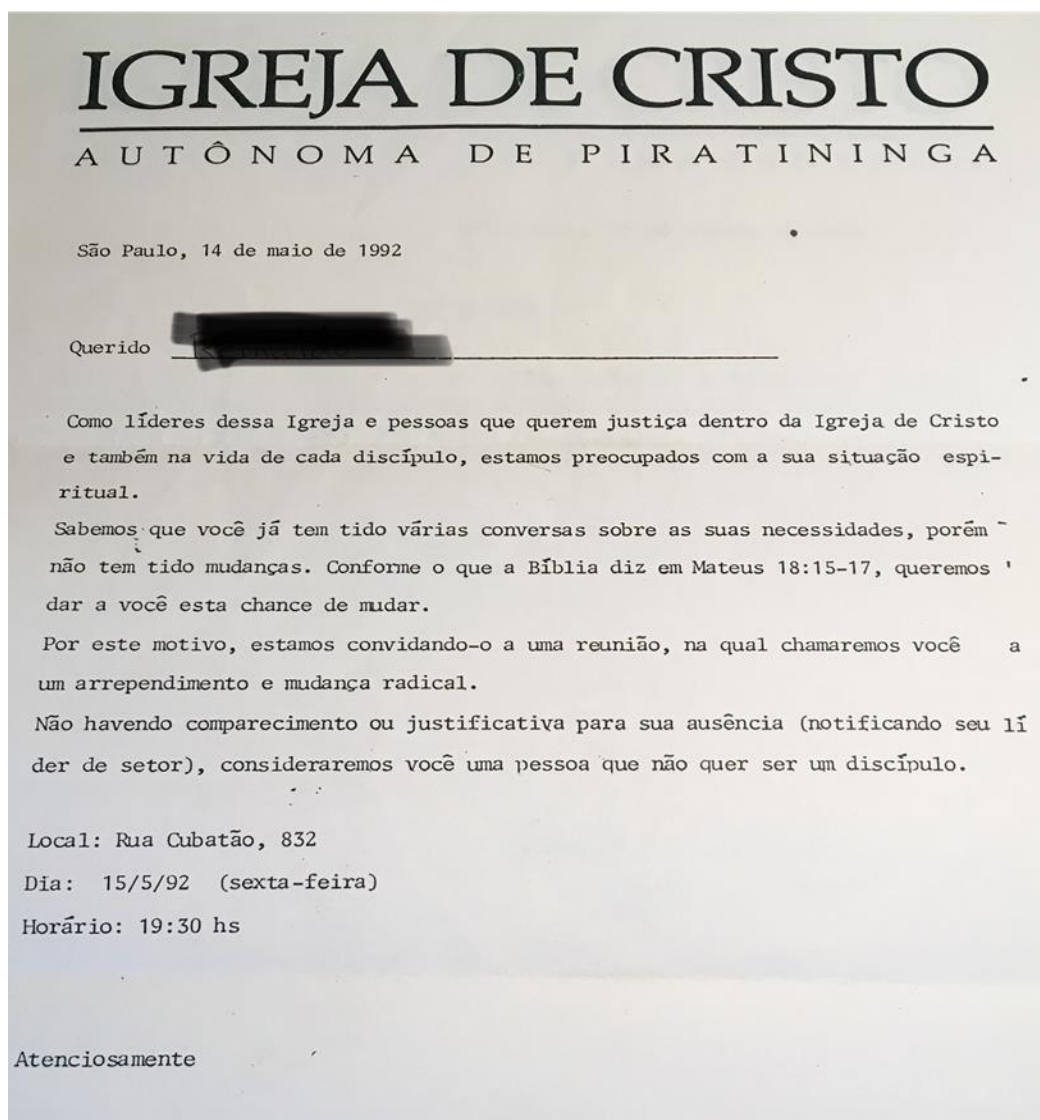 IGREJA DE CRISTO
AUTÔNOMA DE PIRATININGA
São Paulo, 14 de maio de 1992
Querido
Como líderes dessa Igreja e pessoas que querem justiça dentro da Igreja de Cristo
e também na vida de cada discípulo, estamos preocupados com a sua situação espi-
ritual.
Sabemos que você já tem tido várias conversas sobre as suas necessidades, porém
não tem tido mudanças. Conforme o que a Bíblia diz em Mateus 18:15-17, queremos '
dar a você esta chance de mudar.
Por este motivo, estamos convidando-o a uma reunião, na qual chamaremos você a
um arrependimento e mudança radical.
Não havendo comparecimento ou justificativa para sua ausência (notificando seu lí
der de setor), consideraremos você uma pessoa que não quer ser um discípulo.
Local: Rua Cubatão, 832
Dia: 15/5/92 (sexta-feira)
Horário: 19:30 hs
Atenciosamente